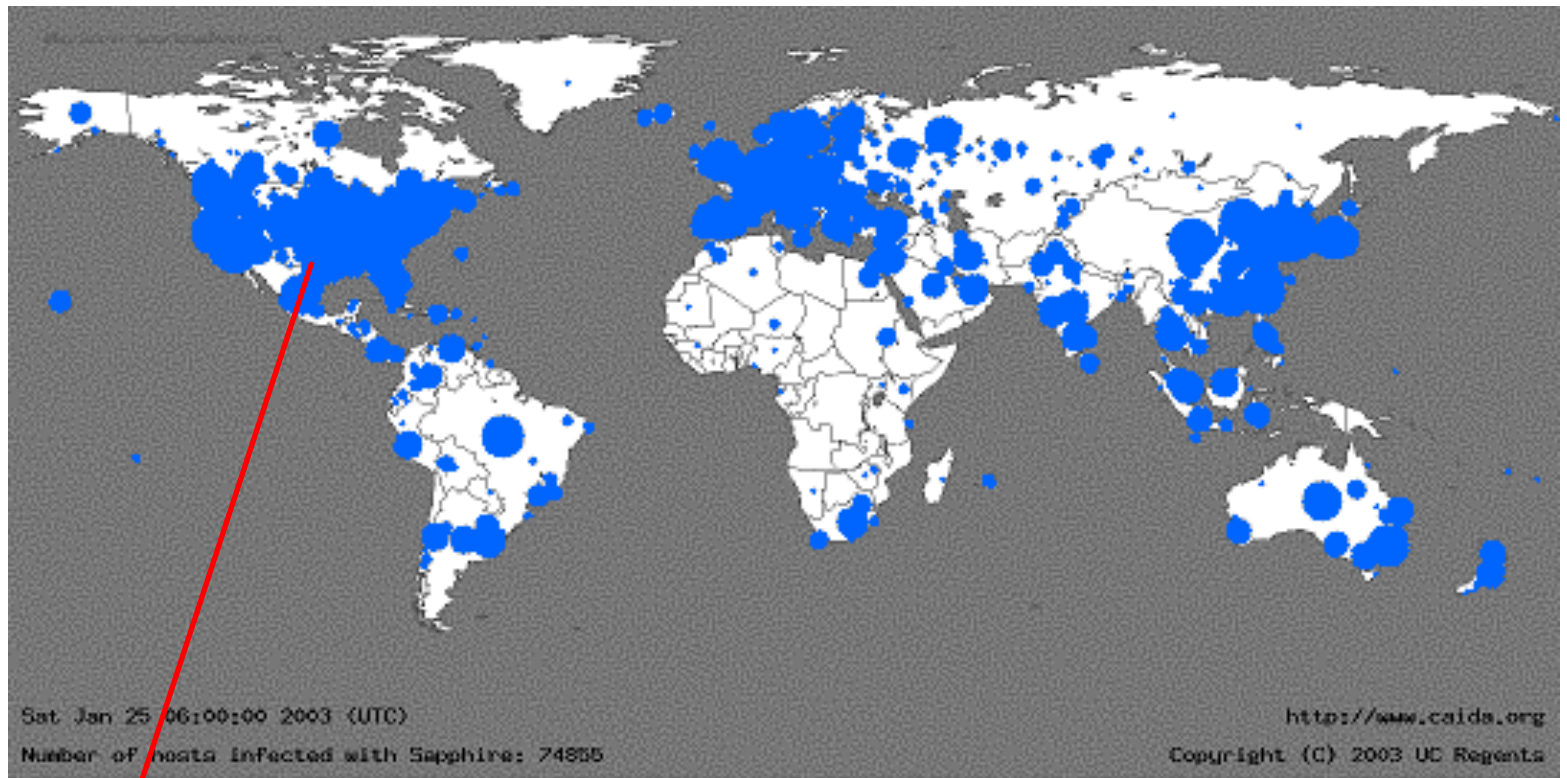 Sat Jan 25 06:00:00 2003 (UTC)
http://www.caida.org
Number of hosts infected with Sapphire: 74855
Copyright (C) 2003 UC Regents